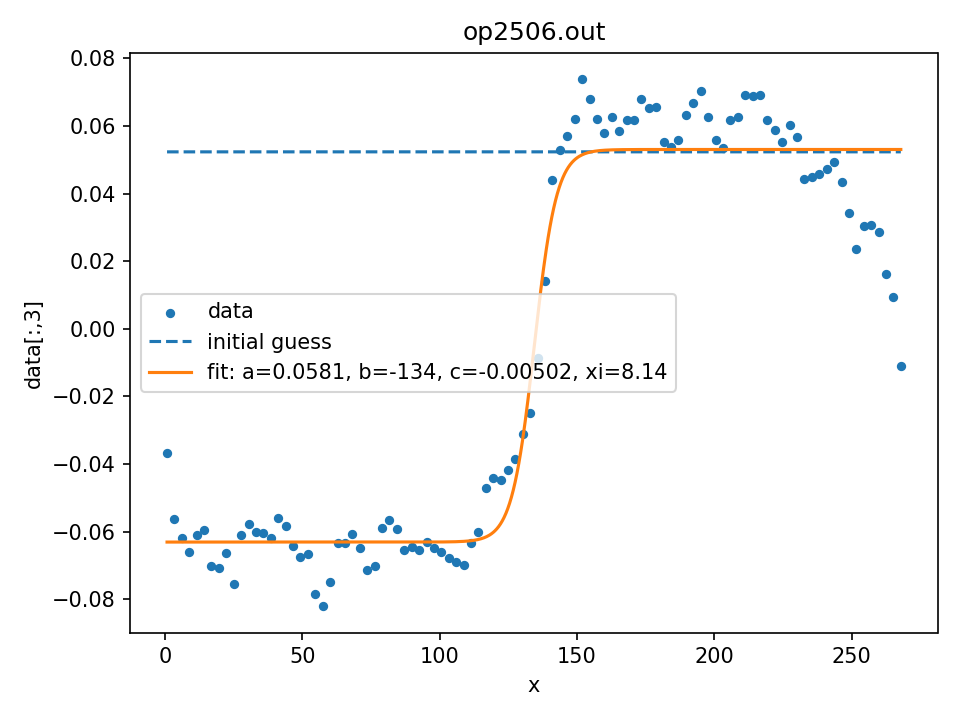 op2506.out
0.08
0.06
0.04
0.02
0.00
−0.02
−0.04
−0.06
−0.08
data[:,3]
data
initial guess
fit: a=0.0581, b=-134, c=-0.00502, xi=8.14
0 50 100 150 200 250
x